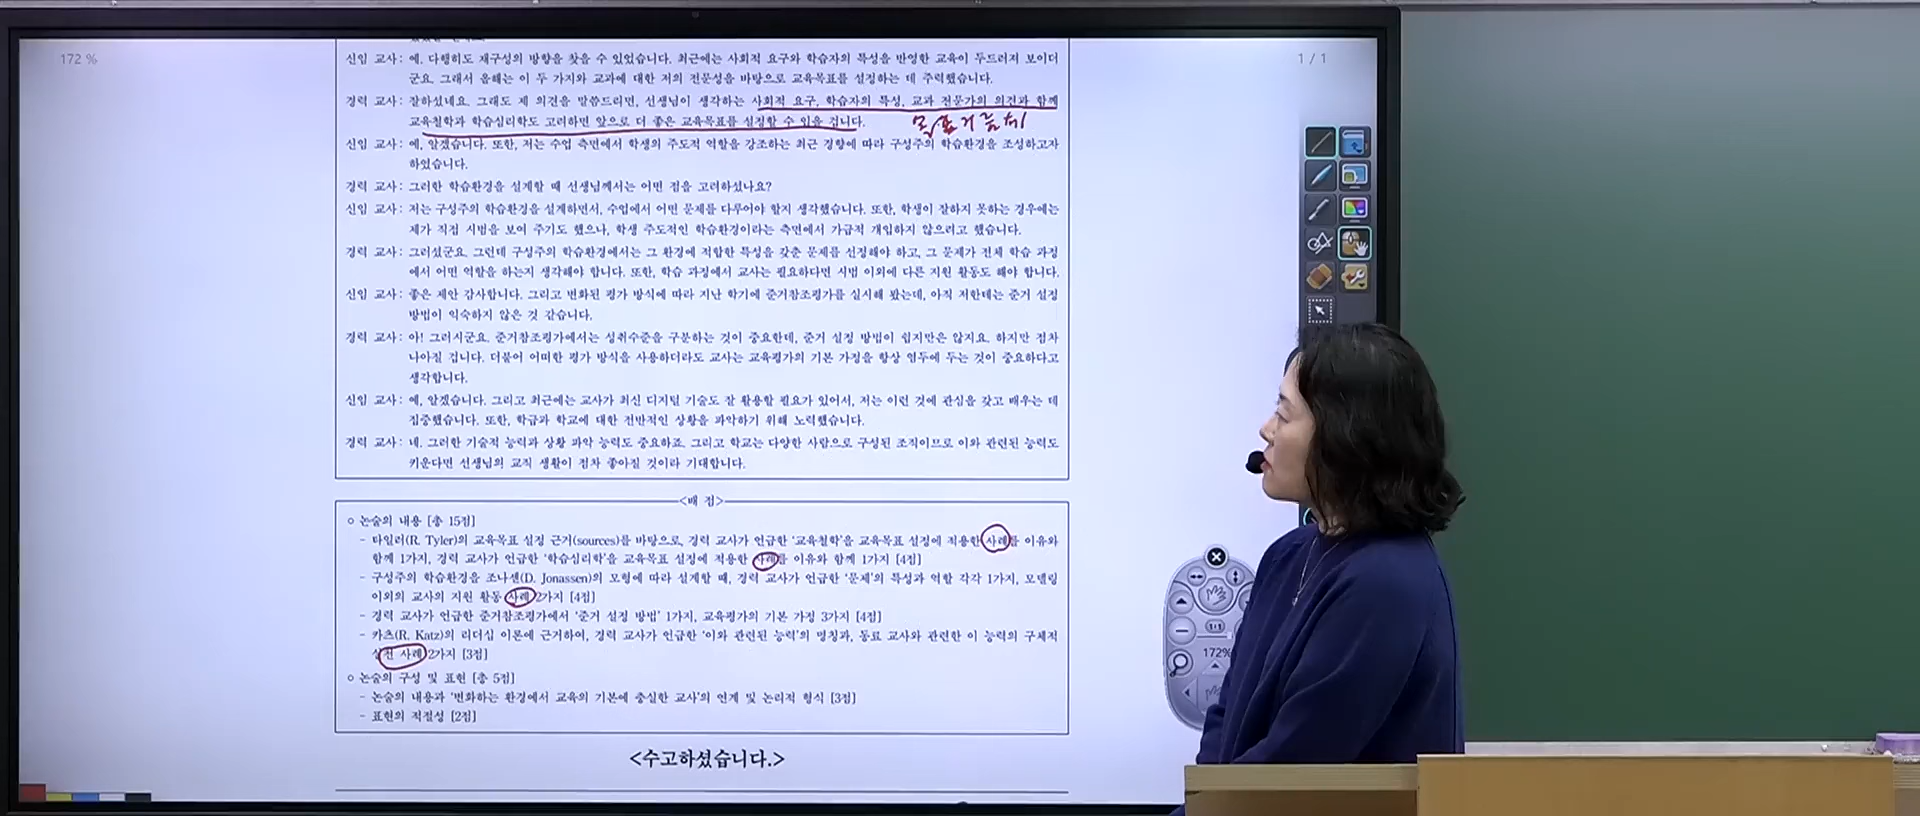 172 %
1 / 1
신임 교사: 예. 다행히도 재구성의 방향을 찾을 수 있었습니다. 최근에는 사회적 요구와 학습자의 특성을 반영한 교육이 두드러져 보이더
군요. 그래서 올해는 이 두 가지와 교과에 대한 저의 전문성을 바탕으로 교육목표를 설정하는 데 주력했습니다.
경력 교사: 잘하셨네요. 그래도 제 의견을 말씀드리면, 선생님이 생각하는 사회적 요구, 학습자의 특성, 교과 전문가의 의견과 함께
교육철학과 학습심리학도 고려하면 앞으로 더 좋은 교육목표를 설정할 수 있을 겁니다.
신임 교사: 예, 알겠습니다. 또한, 저는 수업 측면에서 학생의 주도적 역할을 강조하는 최근 경향에 따라 구성주의 학습환경을 조성하고자
하였습니다.
경력 교사: 그러한 학습환경을 설계할 때 선생님께서는 어떤 점을 고려하셨나요?
신임 교사: 저는 구성주의 학습환경을 설계하면서, 수업에서 어떤 문제를 다루어야 할지 생각했습니다. 또한, 학생이 잘하지 못하는 경우에는
제가 직접 시범을 보여 주기도 했으나, 학생 주도적인 학습환경이라는 측면에서 가급적 개입하지 않으려고 했습니다.
경력 교사: 그러셨군요. 그런데 구성주의 학습환경에서는 그 환경에 적합한 특성을 갖춘 문제를 선정해야 하고, 그 문제가 전체 학습 과정
에서 어떤 역할을 하는지 생각해야 합니다. 또한, 학습 과정에서 교사는 필요하다면 시범 이외에 다른 지원 활동도 해야 합니다.
신임 교사: 좋은 제안 감사합니다. 그리고 변화된 평가 방식에 따라 지난 학기에 준거참조평가를 실시해 봤는데, 아직 저한테는 준거 설정
방법이 익숙하지 않은 것 같습니다.
경력 교사: 아! 그러시군요. 준거참조평가에서는 성취수준을 구분하는 것이 중요한데, 준거 설정 방법이 쉽지만은 않지요. 하지만 점차
나아질 겁니다. 더불어 어떠한 평가 방식을 사용하더라도 교사는 교육평가의 기본 가정을 항상 염두에 두는 것이 중요하다고
생각합니다.
신임 교사: 예, 알겠습니다. 그리고 최근에는 교사가 최신 디지털 기술도 잘 활용할 필요가 있어서, 저는 이런 것에 관심을 갖고 배우는 데
집중했습니다. 또한, 학급과 학교에 대한 전반적인 상황을 파악하기 위해 노력했습니다.
경력 교사: 네. 그러한 기술적 능력과 상황 파악 능력도 중요하죠. 그리고 학교는 다양한 사람으로 구성된 조직이므로 이와 관련된 능력도
키운다면 선생님의 교직 생활이 점차 좋아질 것이라 기대합니다.
<배 점>
○ 논술의 내용 [총 15점]
- 타일러(R. Tyler)의 교육목표 설정 근거(sources)를 바탕으로, 경력 교사가 언급한 '교육철학'을 교육목표 설정에 적용한 사례를 이유와
함께 1가지, 경력 교사가 언급한 '학습심리학'을 교육목표 설정에 적용한 사례를 이유와 함께 1가지 [4점]
- 구성주의 학습환경을 조나센(D. Jonassen)의 모형에 따라 설계할 때, 경력 교사가 언급한 '문제'의 특성과 역할 각각 1가지, 모델링
이외의 교사의 지원 활동 사례 2가지 [4점]
- 경력 교사가 언급한 준거참조평가에서 '준거 설정 방법' 1가지, 교육평가의 기본 가정 3가지 [4점]
- 카츠(R. Katz)의 리더십 이론에 근거하여, 경력 교사가 언급한 '이와 관련된 능력'의 명칭과, 동료 교사와 관련한 이 능력의 구체적
실천 사례 2가지 [3점]
○ 논술의 구성 및 표현 [총 5점]
- 논술의 내용과 '변화하는 환경에서 교육의 기본에 충실한 교사'의 연계 및 논리적 형식 [3점]
- 표현의 적절성 [2점]
<수고하셨습니다.>
172%